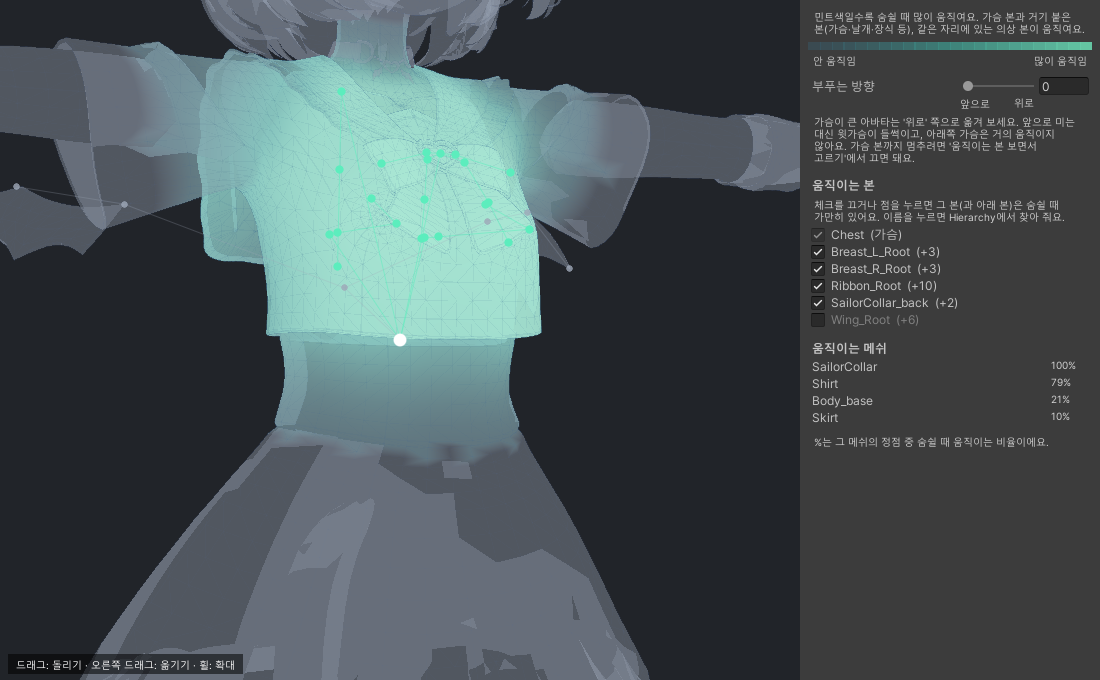 민트색일수록 숨쉴 때 많이 움직여요. 가슴 본과 거기 붙은
본(가슴·날개·장식 등), 같은 자리에 있는 의상 본이 움직여요.
안 움직임
많이 움직임
부푸는 방향
0
앞으로
위로
가슴이 큰 아바타는 '위로' 쪽으로 옮겨 보세요. 앞으로 미는
대신 윗가슴이 들썩이고, 아래쪽 가슴은 거의 움직이지
않아요. 가슴 본까지 멈추려면 '움직이는 본 보면서
고르기'에서 끄면 돼요.
움직이는 본
체크를 끄거나 점을 누르면 그 본(과 아래 본)은 숨쉴 때
가만히 있어요. 이름을 누르면 Hierarchy에서 찾아 줘요.
Chest (가슴)
Breast_L_Root (+3)
Breast_R_Root (+3)
Ribbon_Root (+10)
SailorCollar_back (+2)
Wing_Root (+6)
움직이는 메쉬
SailorCollar 100%
Shirt 79%
Body_base 21%
Skirt 10%
%는 그 메쉬의 정점 중 숨쉴 때 움직이는 비율이에요.
드래그: 돌리기 · 오른쪽 드래그: 옮기기 · 휠: 확대